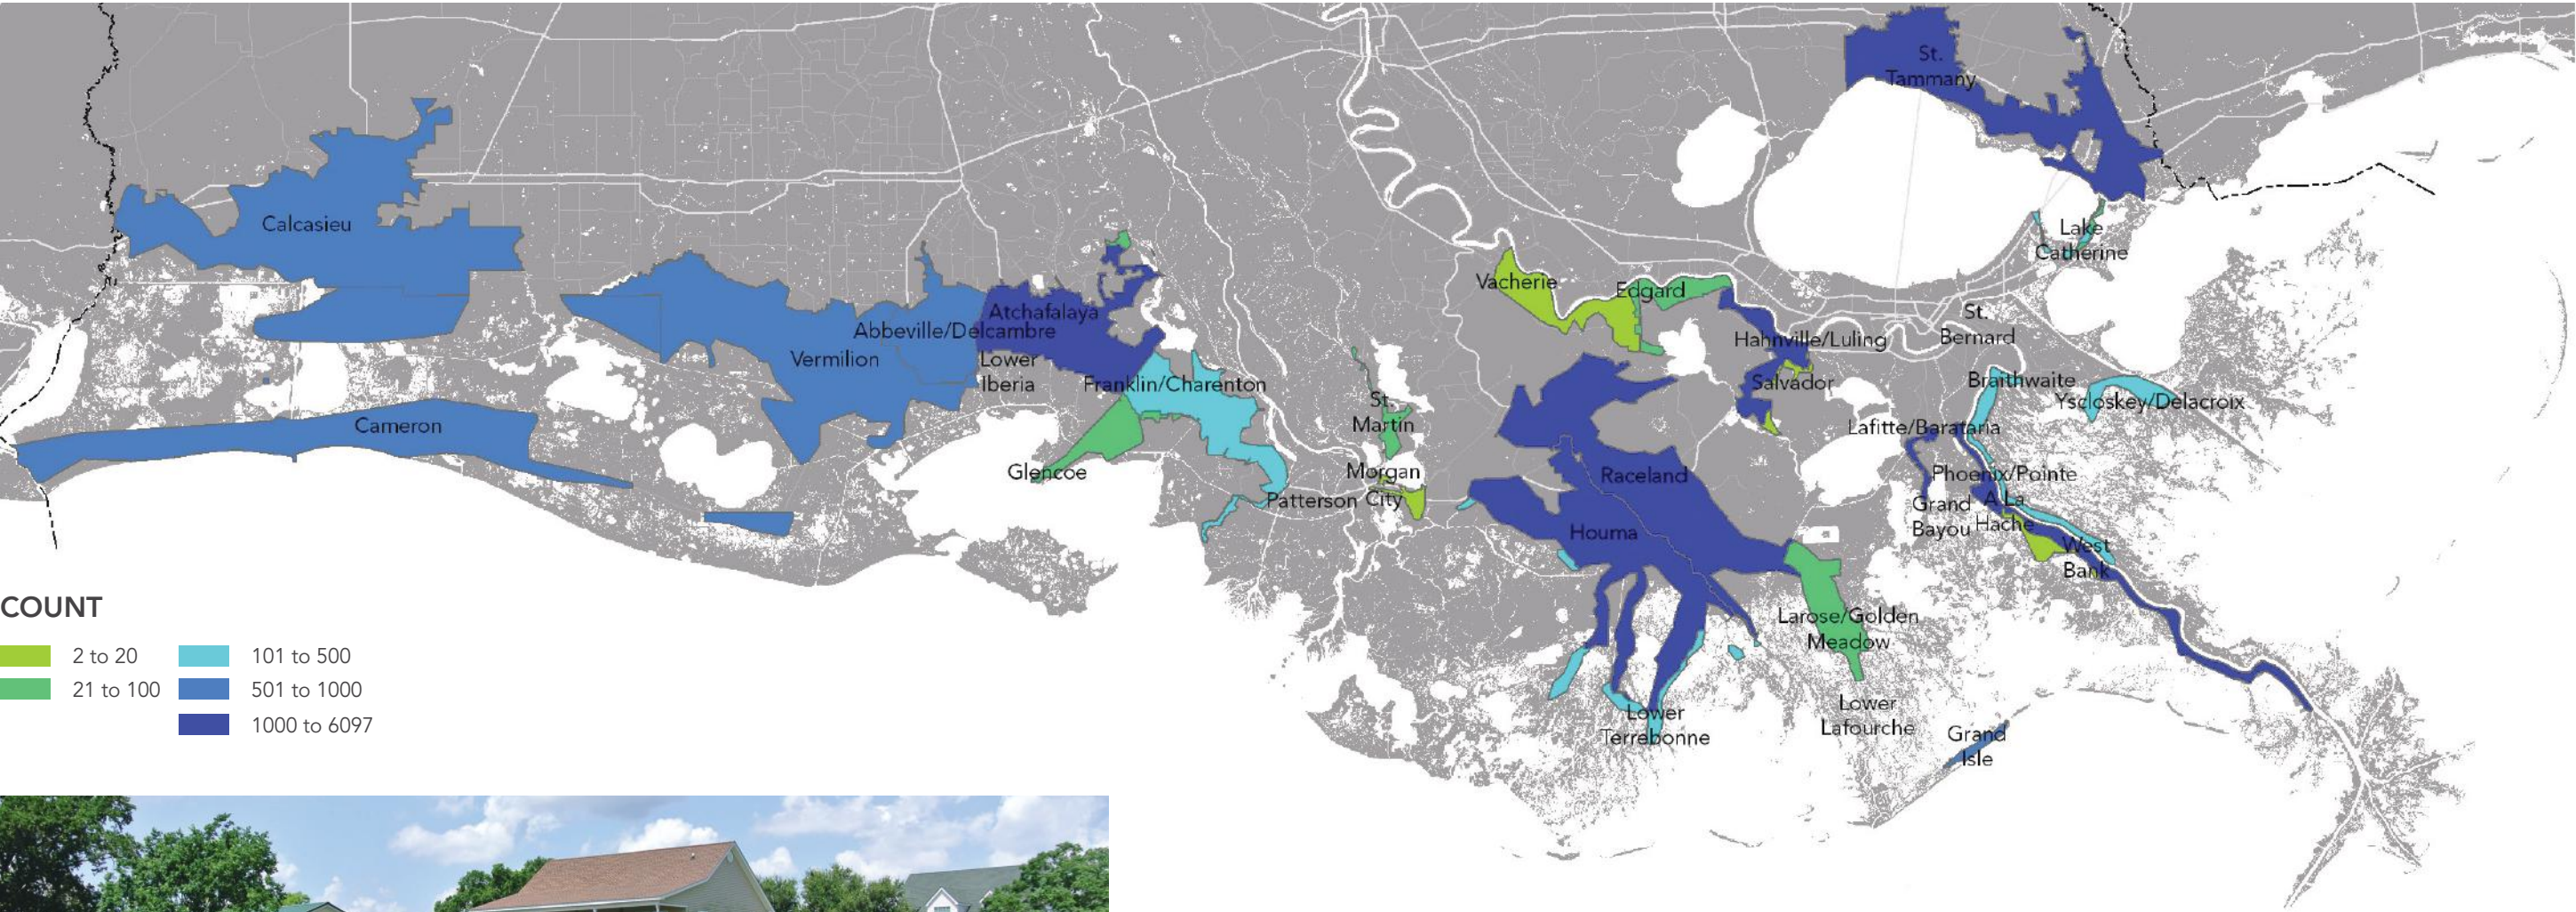 St.
Tammany
Calcasieu
Lake
Catherine
Vacherie
Edgard
Atchafalaya
St.
Bernard
Abbeville/Delcambre
Hahnville/Luling
Vermilion
Lower
Iberia
Franklin/Charenton
Salvador
Braithwaite
Yscloskey/Delacroix
St.
Martin
Cameron
Lafitte/Barataria
Glencoe
Morgan
City
Patterson
Raceland
Phoenix/Pointe
A La
Hache
Grand
Bayou
Houma
West
Bank
Larose/Golden
Meadow
Lower
Lafourche
Lower
Terrebonne
Grand
Isle
COUNT
2 to 20
21 to 100
101 to 500
501 to 1000
1000 to 6097